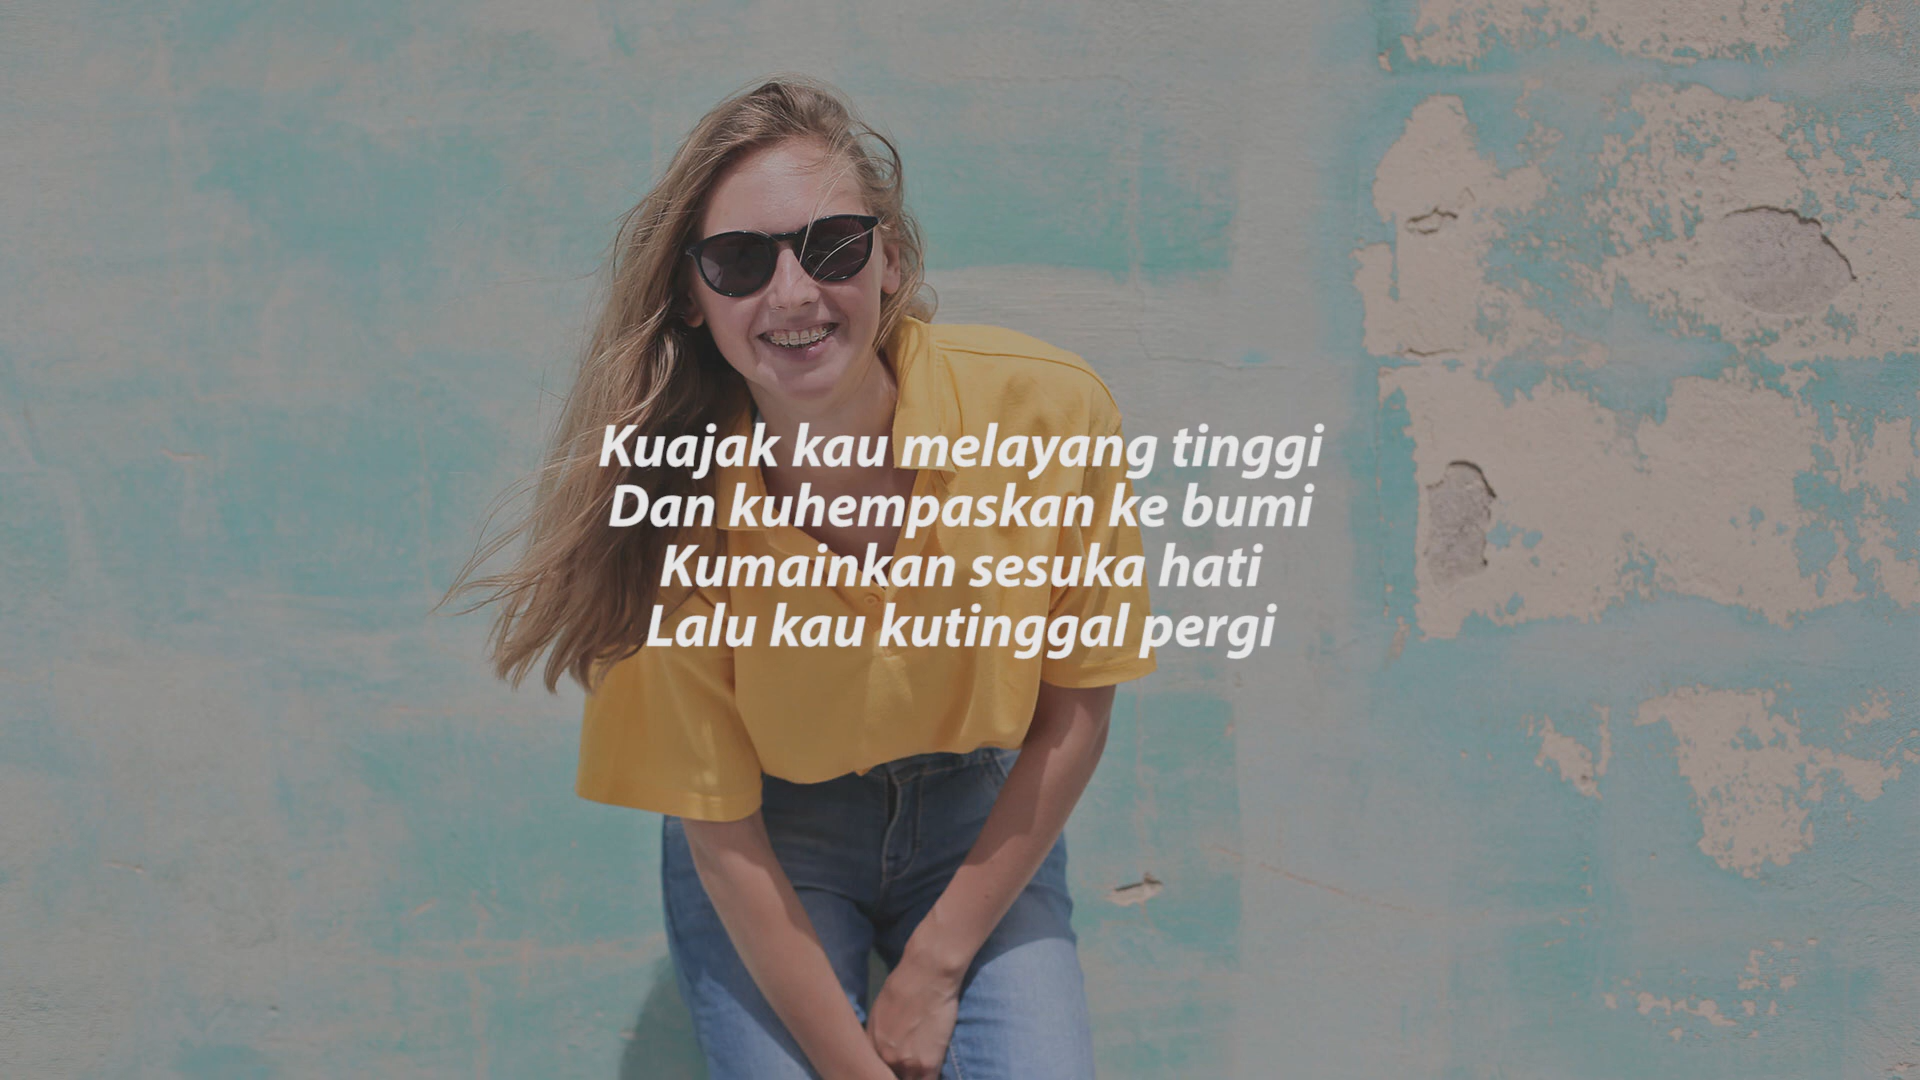 Kuajak kau melayang tinggi
Dan kuhempaskan ke bumi
Kumainkan sesuka hati
Lalu kau kutinggal pergi